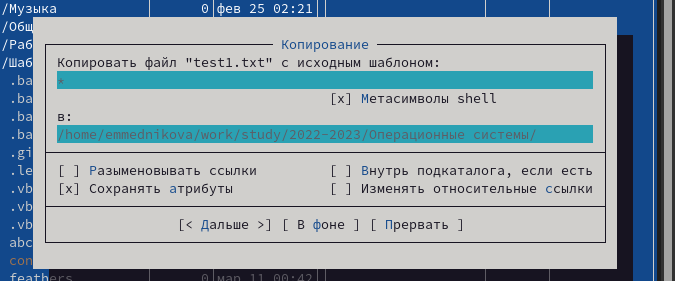 /Музыка 0 фев 25 02:21
/Общ
/Раб
/Шаб
Копирование
Копировать файл "test1.txt" с исходным шаблоном:
*
[x] Метасимволы shell
в:
/home/emmednikova/work/study/2022-2023/Операционные системы/
[ ] Разыменовывать ссылки [ ] Внутрь подкаталога, если есть
[x] Сохранять атрибуты [ ] Изменять относительные ссылки
[< Дальше >] [ В фоне ] [ Прервать ]
.ba
.ba
.ba
.ba
.gi
.le
.vb
.vb
.vb
abc
con
feathers 0 мар 11 00:42